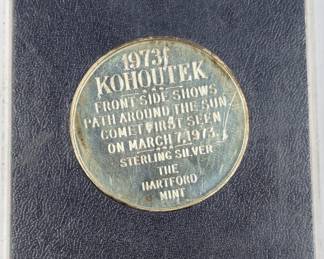 1973f
KOHOUTEK
FRONT SIDE SHOWS
PATH AROUND THE SUN
COMET FIRST SEEN
ON MARCH 7, 1973
STERLING SILVER
THE
HARTFORD
MINT